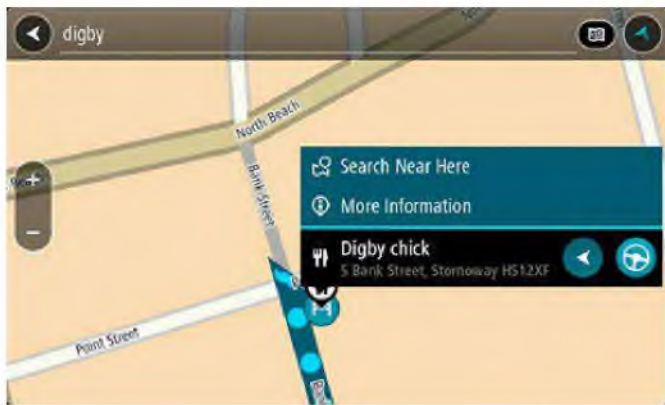 digby
North Beach
Bank Street
Search Near Here
More Information
Digby chick
5 Bank Street, Stornoway HS12XF
Point Street